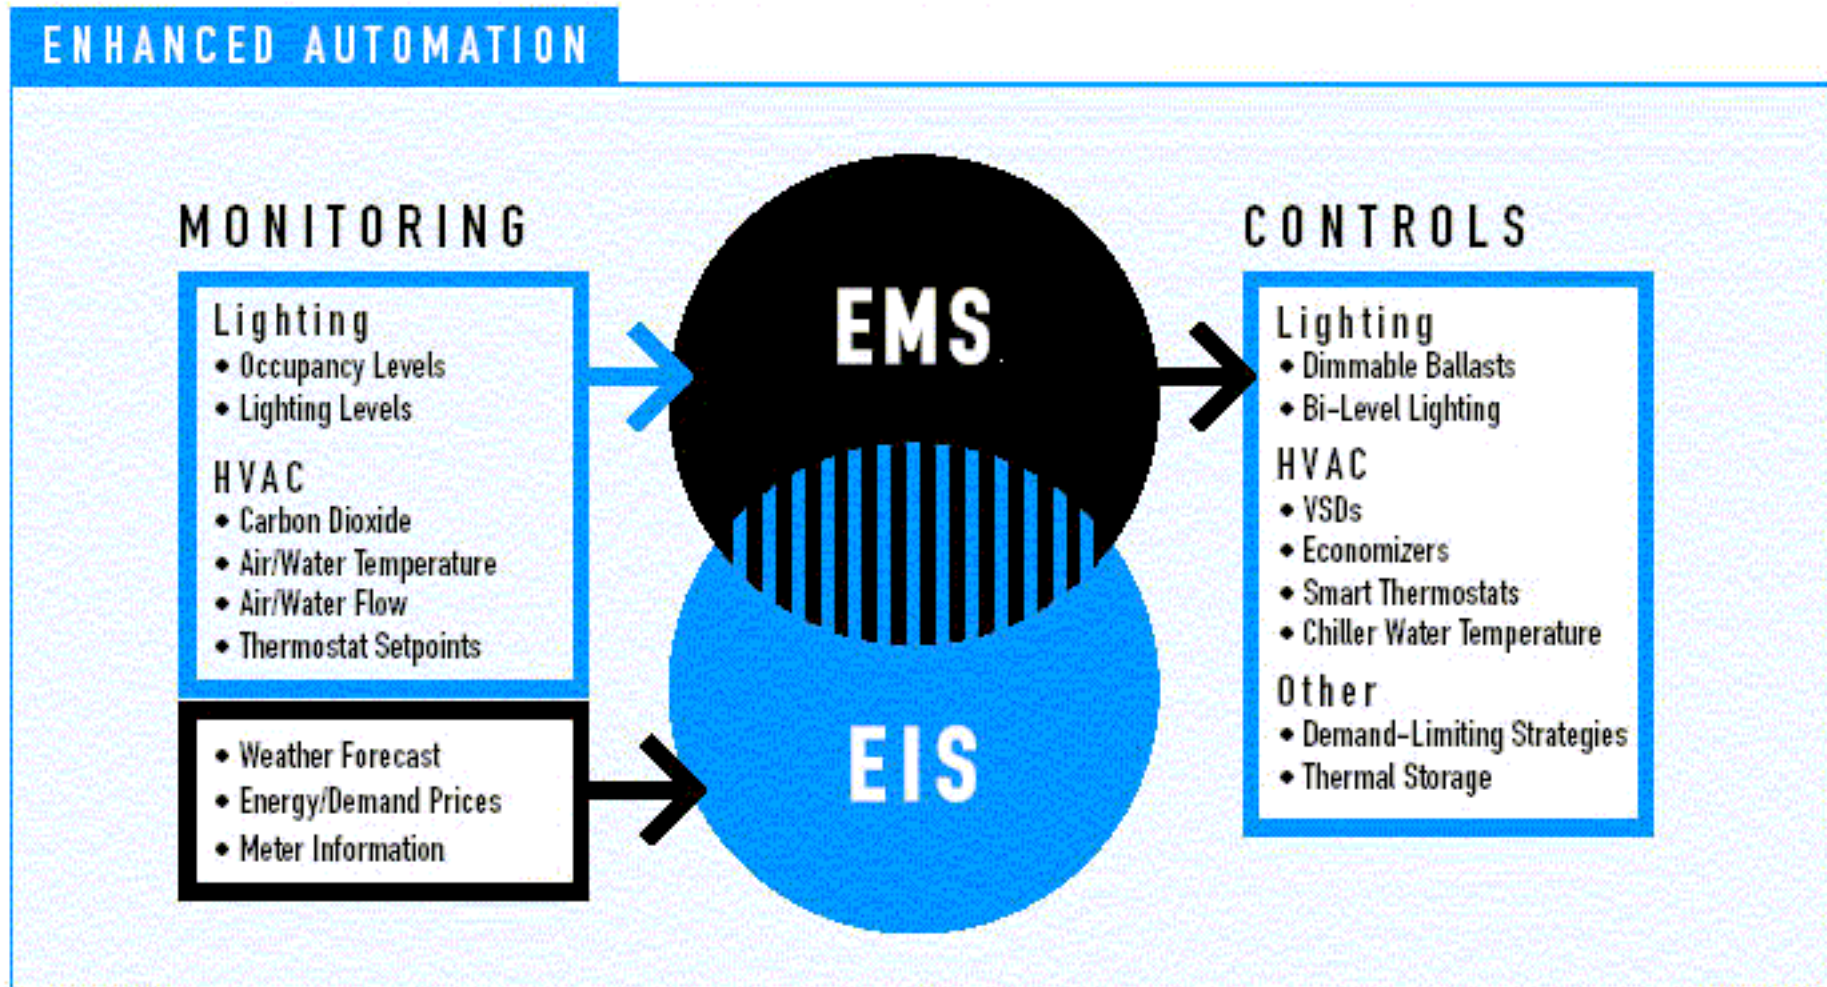 ENHANCED AUTOMATION
MONITORING
Lighting
• Occupancy Levels
• Lighting Levels
HVAC
• Carbon Dioxide
• Air/Water Temperature
• Air/Water Flow
• Thermostat Setpoints
• Weather Forecast
• Energy/Demand Prices
• Meter Information
EMS
EIS
CONTROLS
Lighting
• Dimmable Ballasts
• Bi-Level Lighting
HVAC
• VSDs
• Economizers
• Smart Thermostats
• Chiller Water Temperature
Other
• Demand-Limiting Strategies
• Thermal Storage